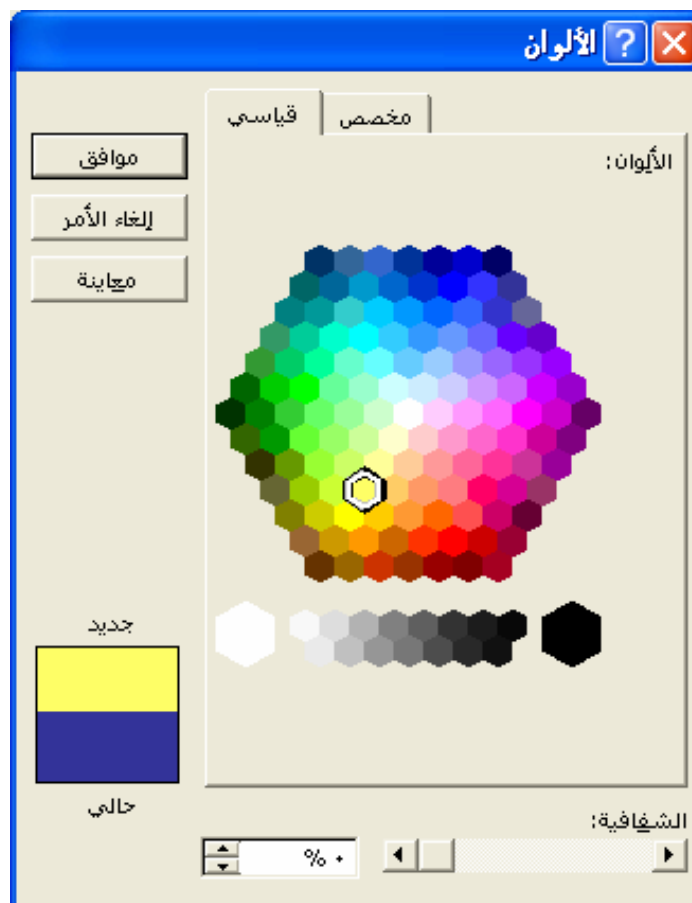 الألوان
قياسي
مخصص
الألوان:
موافق
إلغاء الأمر
معاينة
جديد
حالي
الشفافية:
٠ %